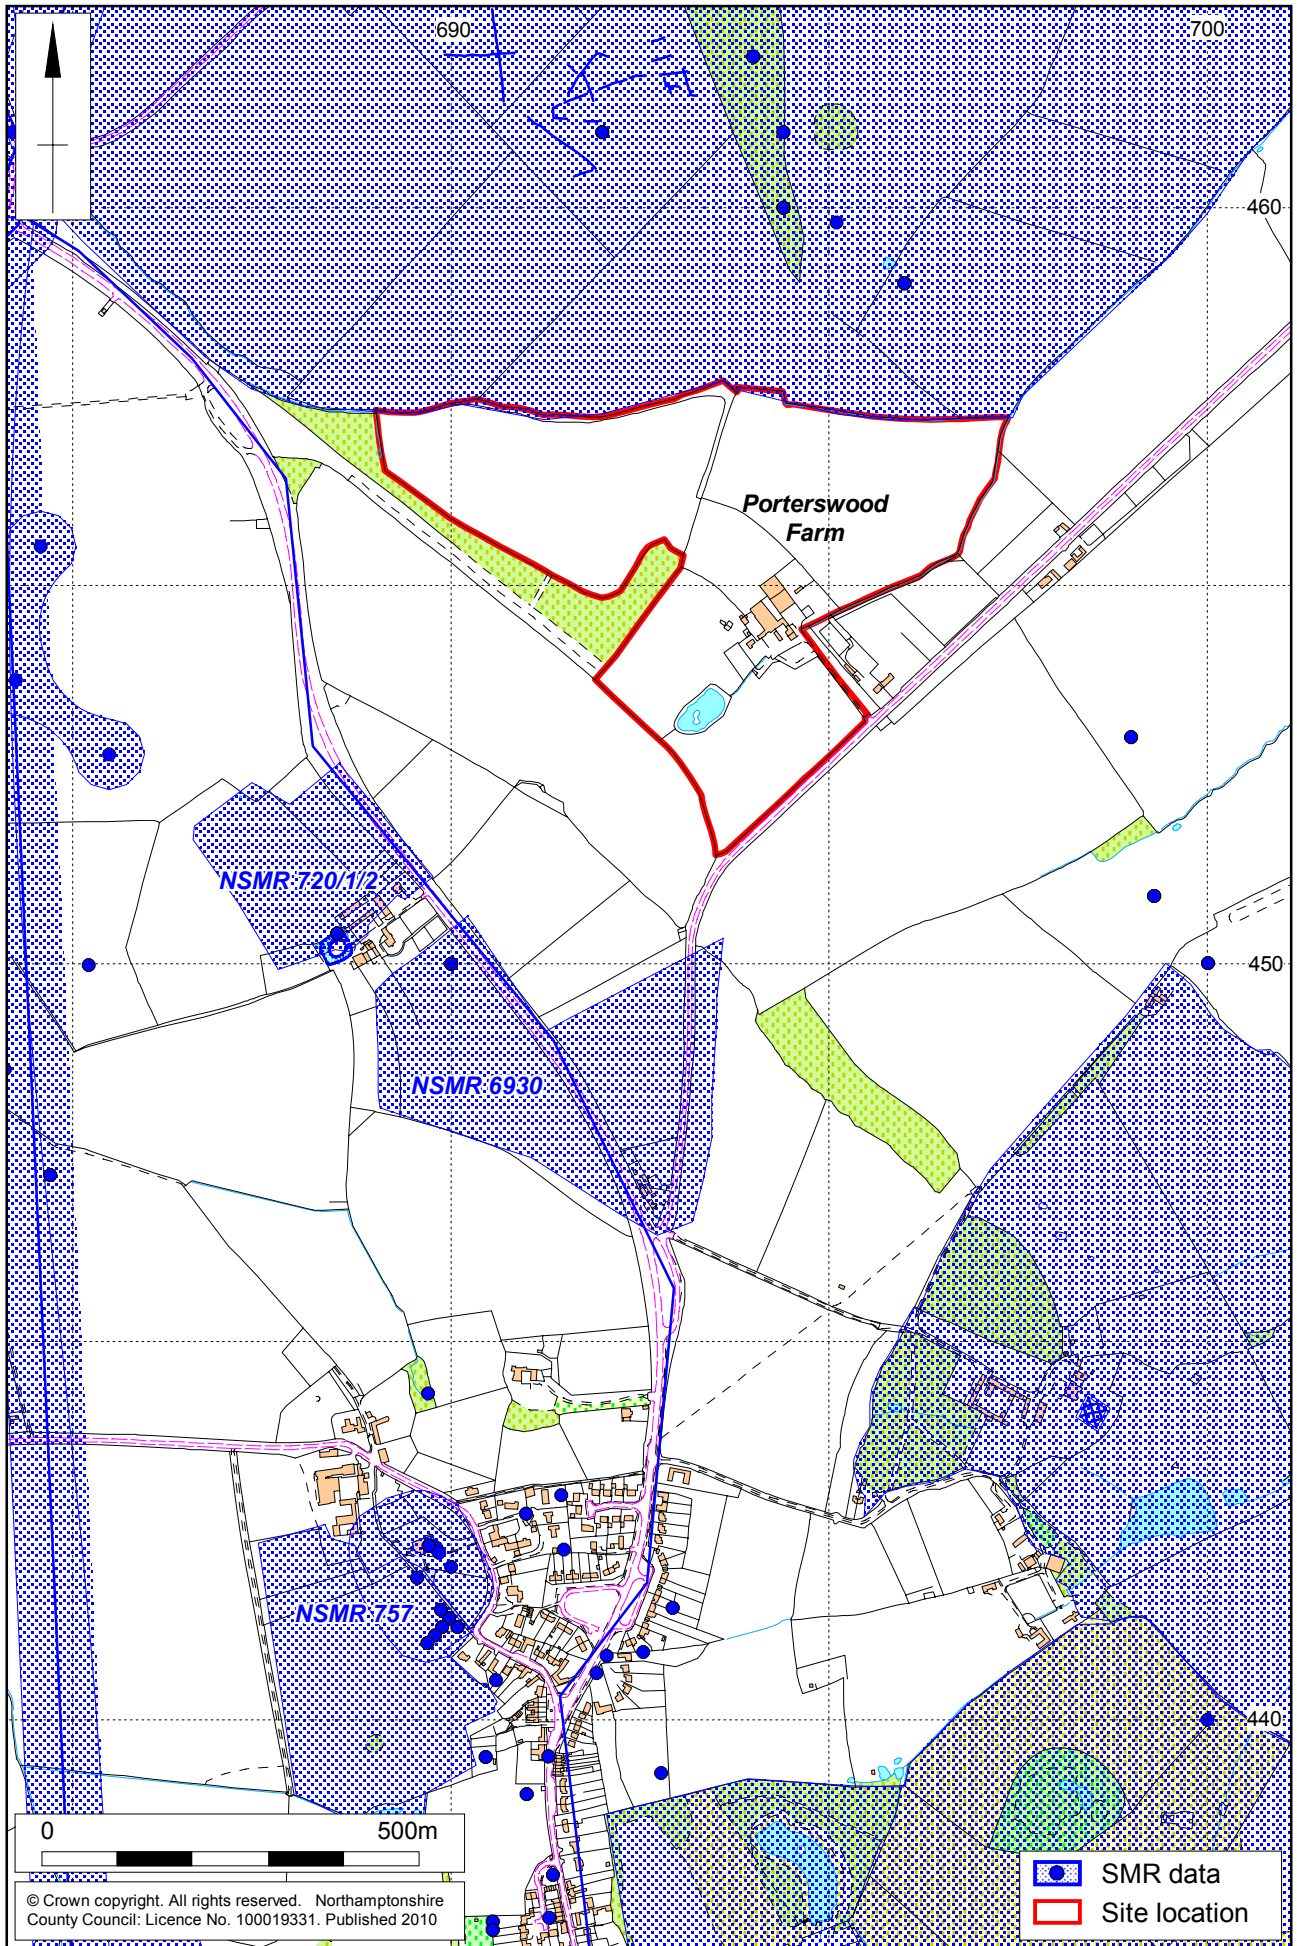 690
700
460
Porterswood
Farm
NSMR 720/1/2
450
NSMR 6930
NSMR 757
440
0 500m
© Crown copyright. All rights reserved. Northamptonshire
County Council: Licence No. 100019331. Published 2010
SMR data
Site location